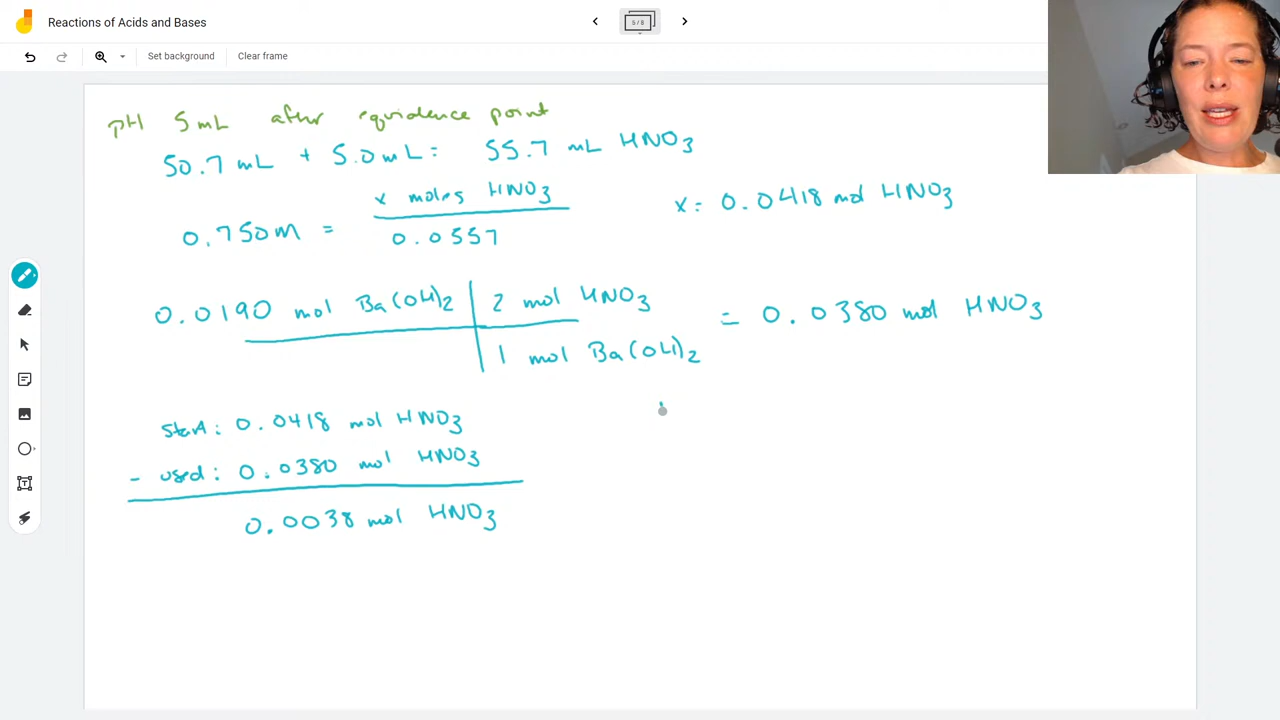 Reactions of Acids and Bases
5 / 8
Set background
Clear frame
pH 5 mL after equidence point
50.7 mL + 5.0 mL = 55.7 mL HNO3
0.750 M = x moles HNO3
0.0557
x = 0.0418 mol HNO3
0.0190 mol Ba(OH)2 | 2 mol HNO3
1 mol Ba(OH)2
= 0.0380 mol HNO3
start: 0.0418 mol HNO3
- used: 0.0380 mol HNO3
0.0038 mol HNO3